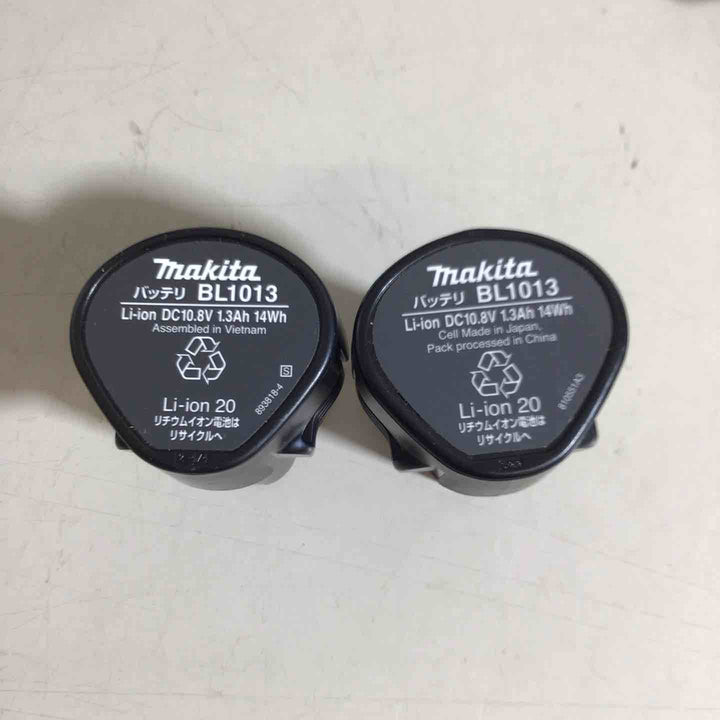 makita
バッテリ BL1013
Li-ion DC10.8V 1.3Ah 14Wh
Assembled in Vietnam
S
893818-4
Li-ion 20
リチウムイオン電池は
リサイクルへ
makita
バッテリ BL1013
Li-ion DC10.8V 1.3Ah 14Wh
Cell Made in Japan,
Pack processed in China
Li-ion 20
リチウムイオン電池は
リサイクルへ